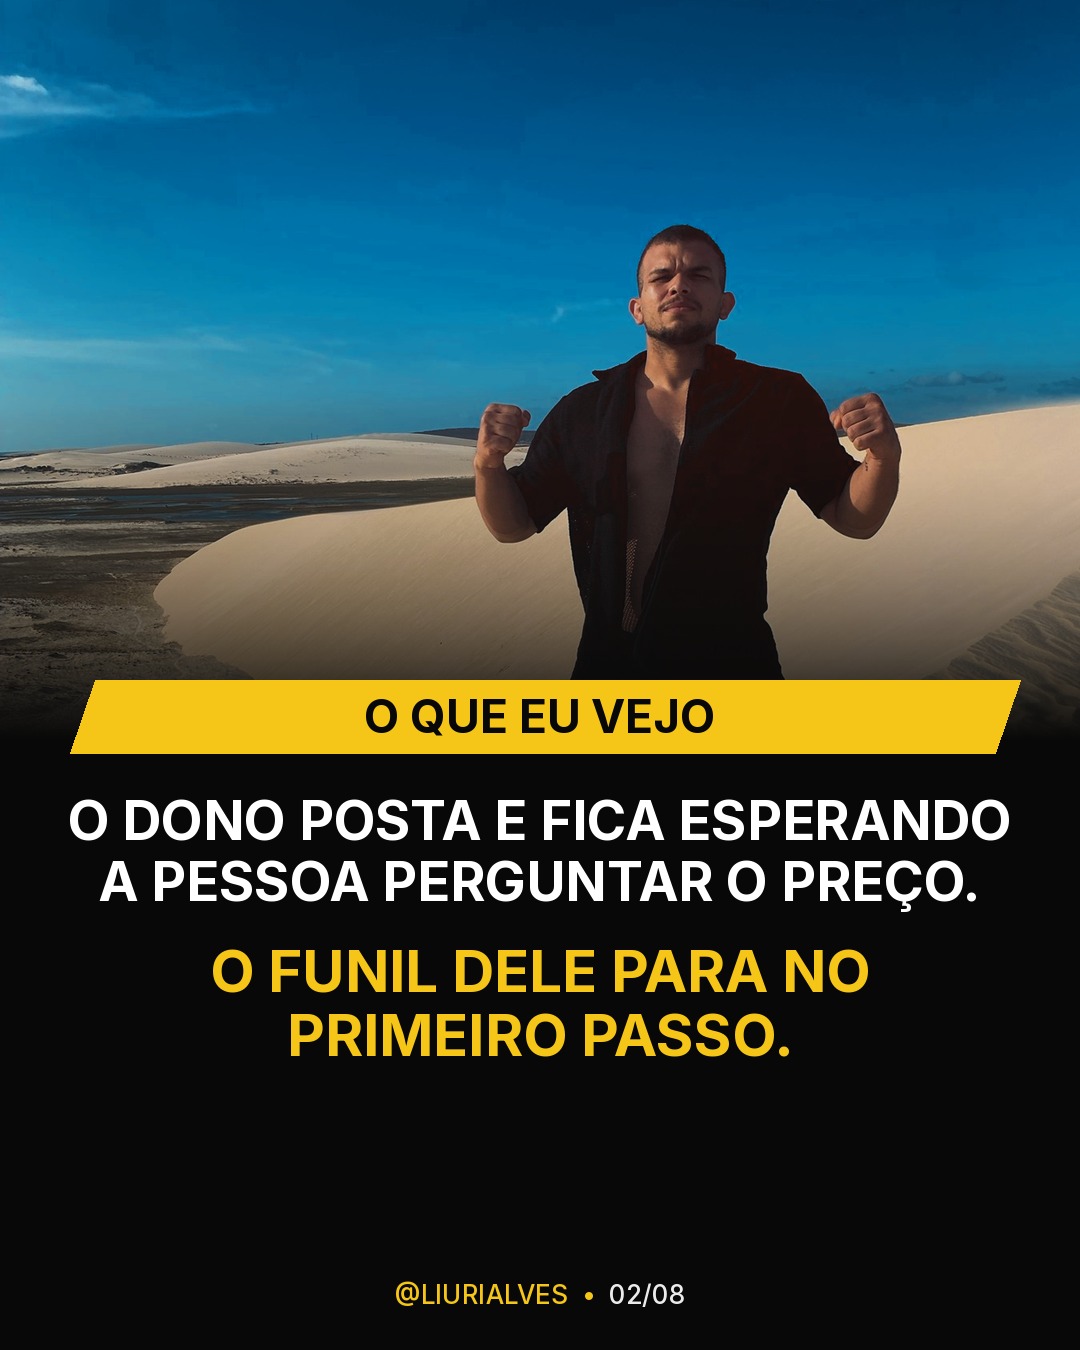 O QUE EU VEJO
O DONO POSTA E FICA ESPERANDO
A PESSOA PERGUNTAR O PREÇO.
O FUNIL DELE PARA NO
PRIMEIRO PASSO.
@LIURIALVES • 02/08